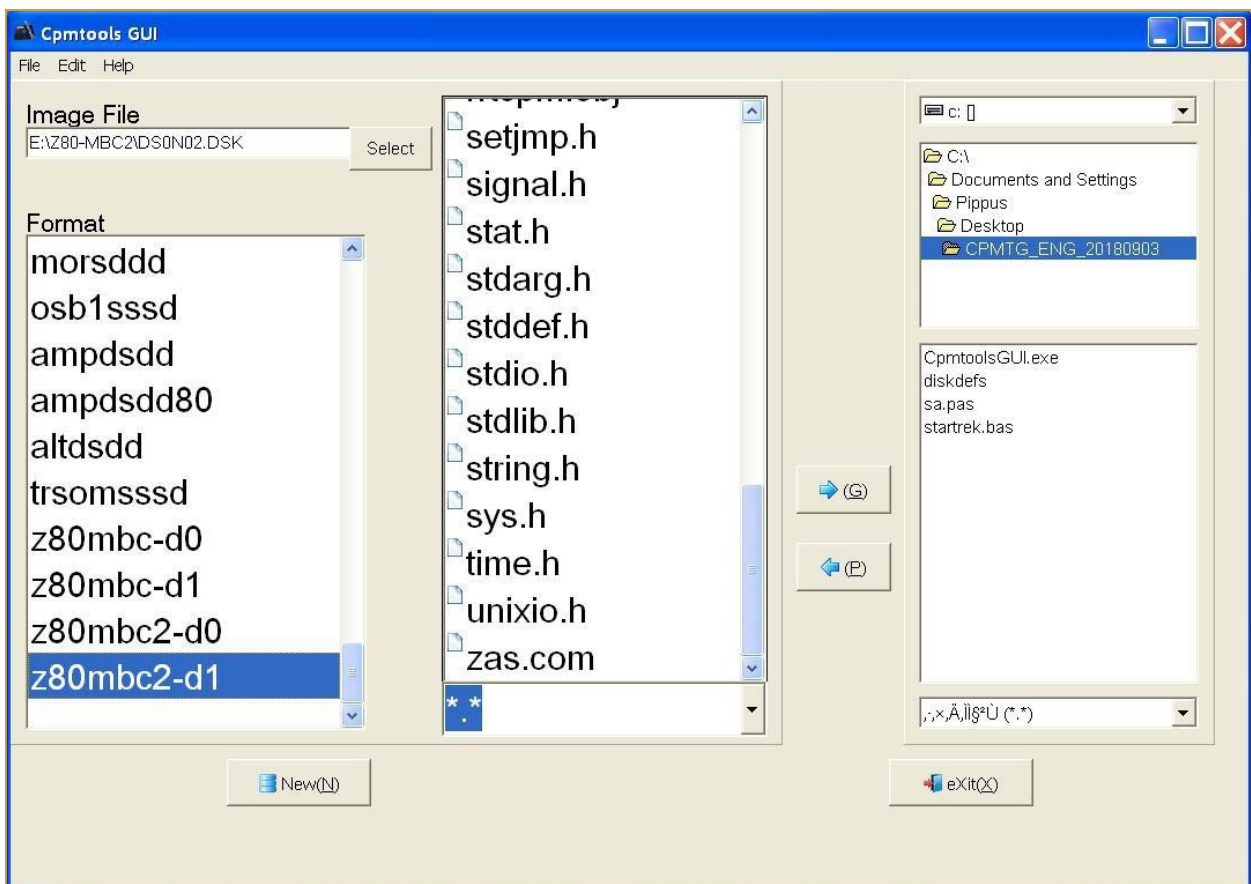 Cpmtools GUI
File Edit Help
Image File
E:\Z80-MBC2\DS0N02.DSK
Select
Format
morsddd
osb1sssd
ampdsdd
ampdsdd80
altdsdd
trsomsssd
z80mbc-d0
z80mbc-d1
z80mbc2-d0
z80mbc2-d1
setjmp.h
signal.h
stat.h
stdarg.h
stddef.h
stdio.h
stdlib.h
string.h
sys.h
time.h
unixio.h
zas.com
*.*
(G)
(P)
c: []
C:\
Documents and Settings
Pippus
Desktop
CPMTG_ENG_20180903
CpmtoolsGUI.exe
diskdefs
sa.pas
startrek.bas
(*.*)
New(N)
eXit(X)